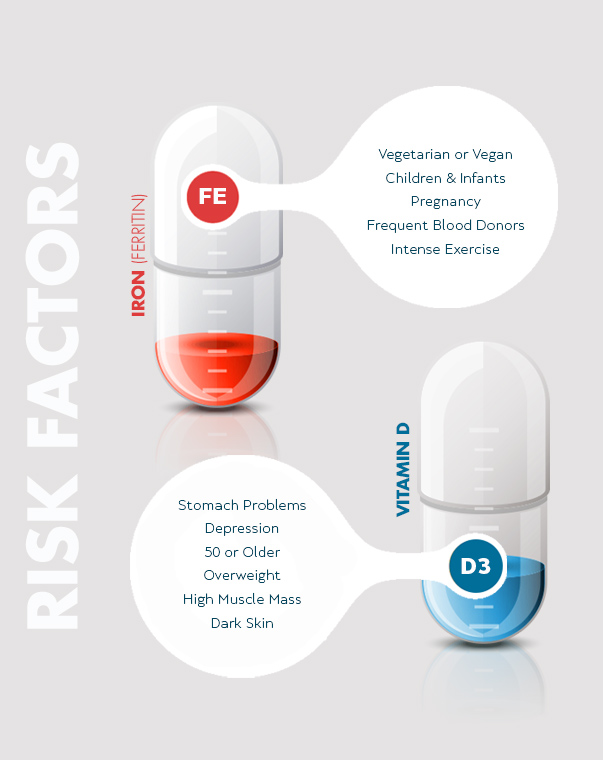 RISK FACTORS
IRON (FERRITIN)
FE
Vegetarian or Vegan
Children & Infants
Pregnancy
Frequent Blood Donors
Intense Exercise
VITAMIN D
D3
Stomach Problems
Depression
50 or Older
Overweight
High Muscle Mass
Dark Skin